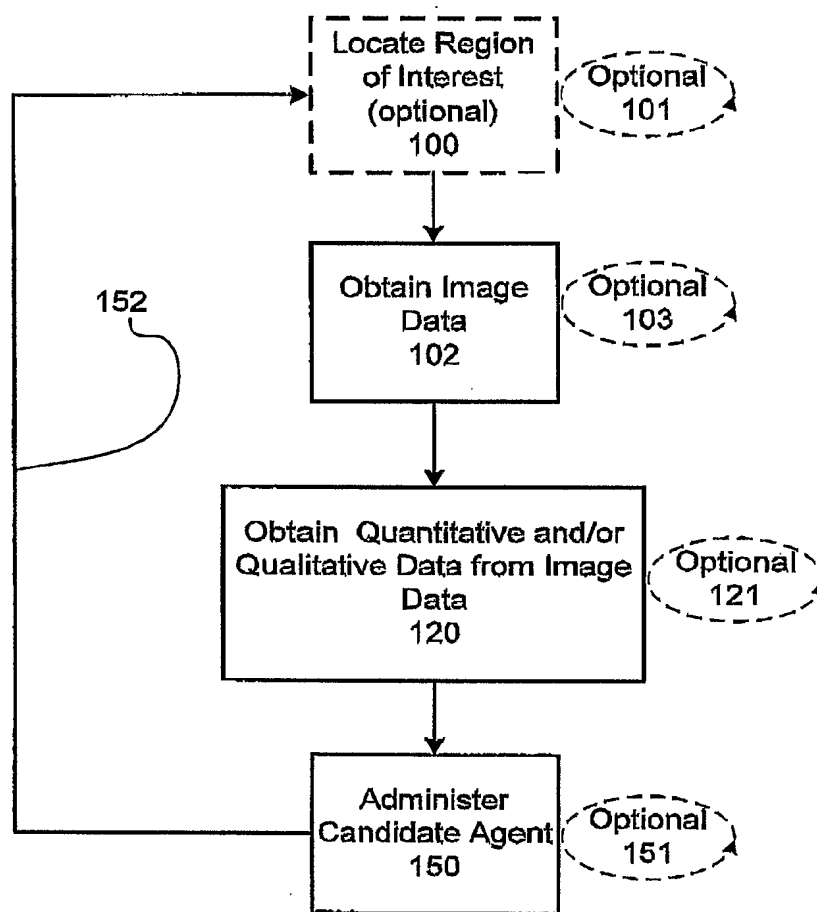 Locate Region
of Interest
(optional)
100
Optional
101
Obtain Image
Data
102
Optional
103
152
Obtain Quantitative and/or
Qualitative Data from Image
Data
120
Optional
121
Administer
Candidate Agent
150
Optional
151